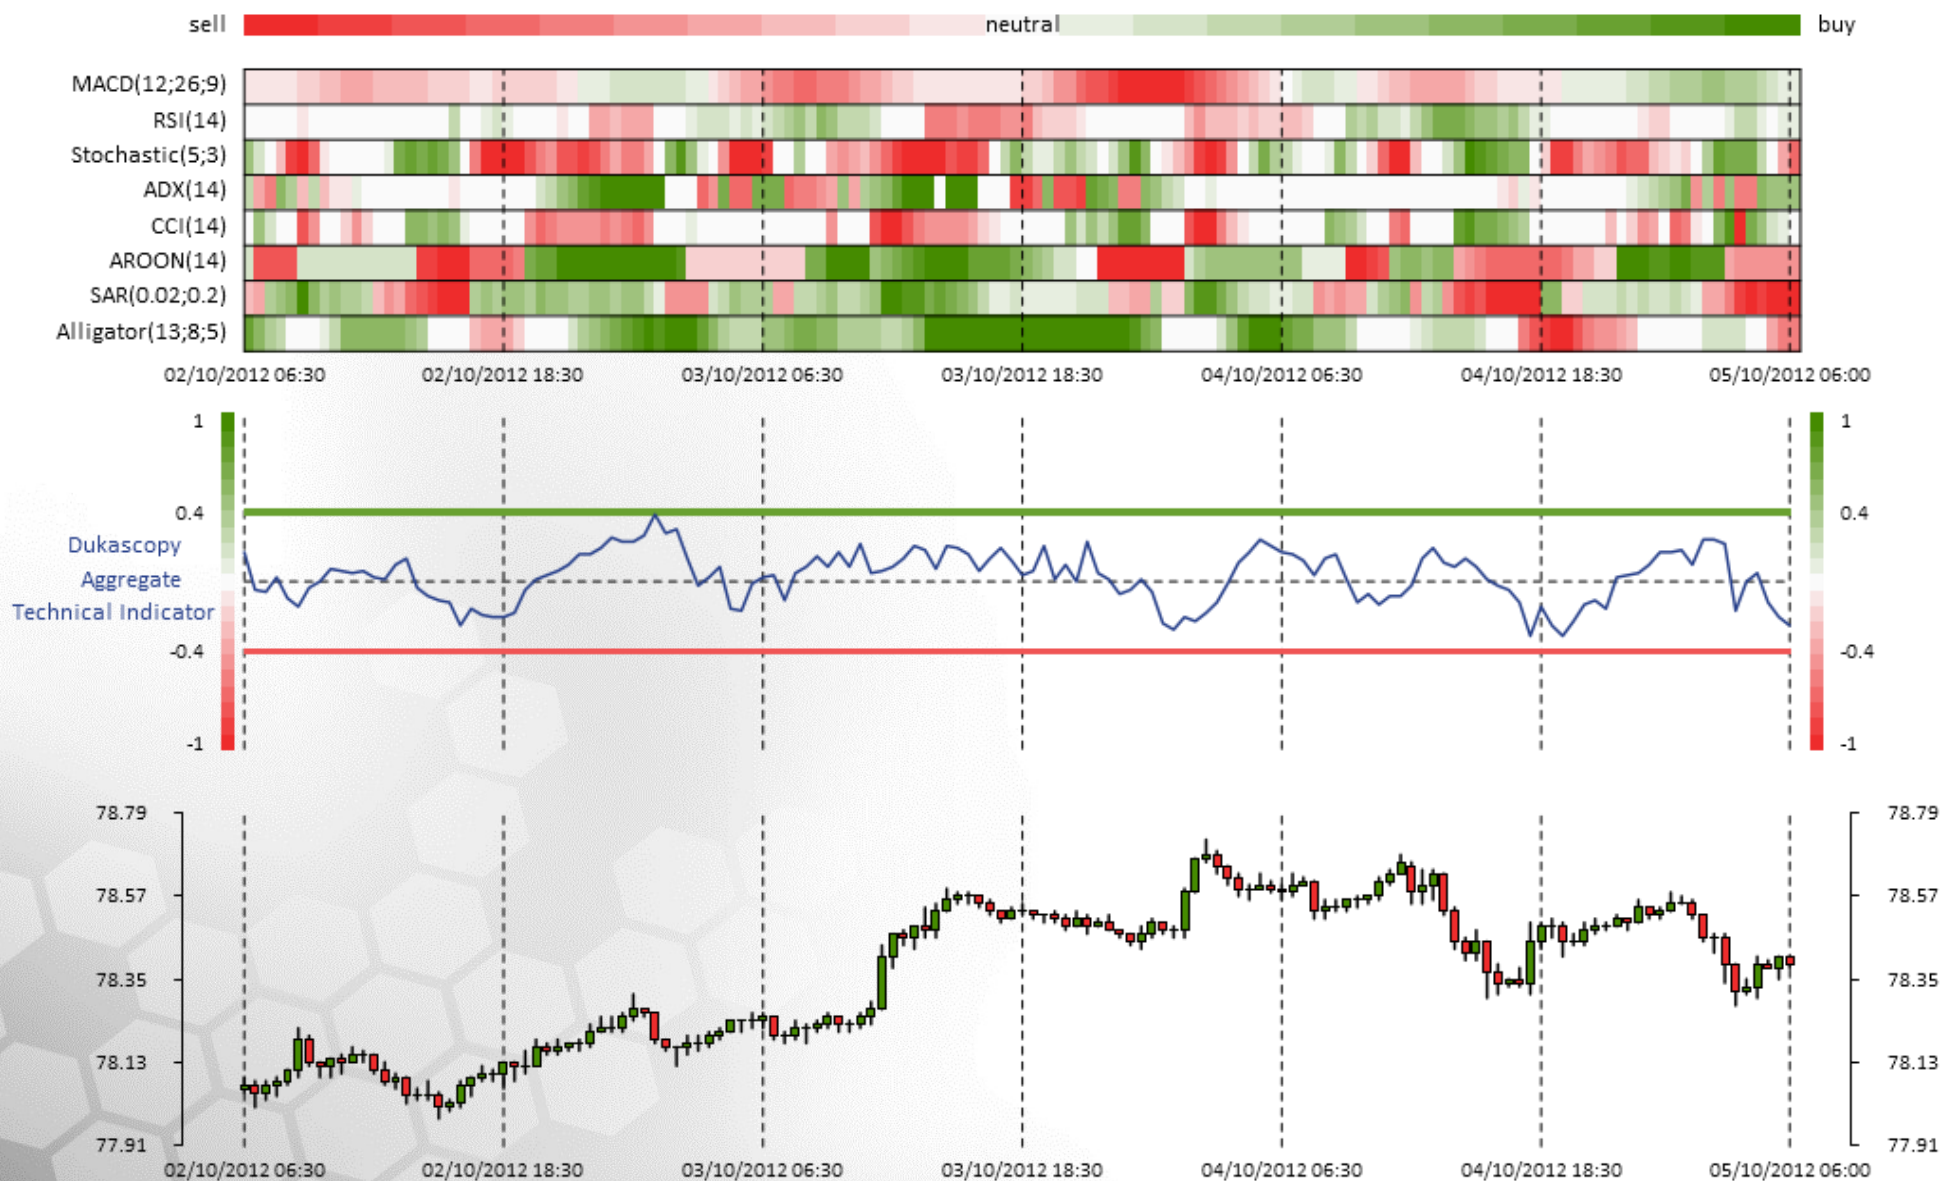 sell neutral buy
MACD(12;26;9)
RSI(14)
Stochastic(5;3)
ADX(14)
CCI(14)
AROON(14)
SAR(0.02;0.2)
Alligator(13;8;5)
02/10/2012 06:30 02/10/2012 18:30 03/10/2012 06:30 03/10/2012 18:30 04/10/2012 06:30 04/10/2012 18:30 05/10/2012 06:00
1 1
0.4 0.4
Dukascopy
Aggregate
Technical Indicator
-0.4 -0.4
-1 -1
78.79 78.79
78.57 78.57
78.35 78.35
78.13 78.13
77.91 77.91
02/10/2012 06:30 02/10/2012 18:30 03/10/2012 06:30 03/10/2012 18:30 04/10/2012 06:30 04/10/2012 18:30 05/10/2012 06:00